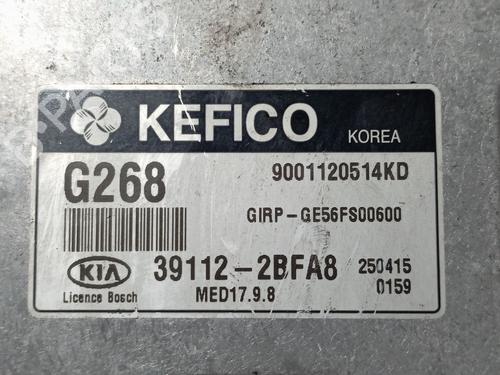 KEFICO KOREA
G268 9001120514KD
GIRP-GE56FS00600
KIA 39112-2BFA8 250415
Licence Bosch MED17.9.8 0159